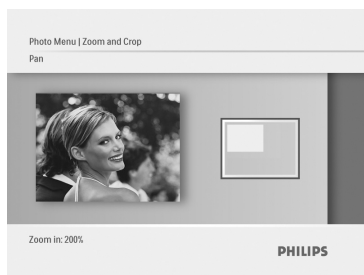 Photo Menu | Zoom and Crop
Pan
Zoom in: 200%
PHILIPS